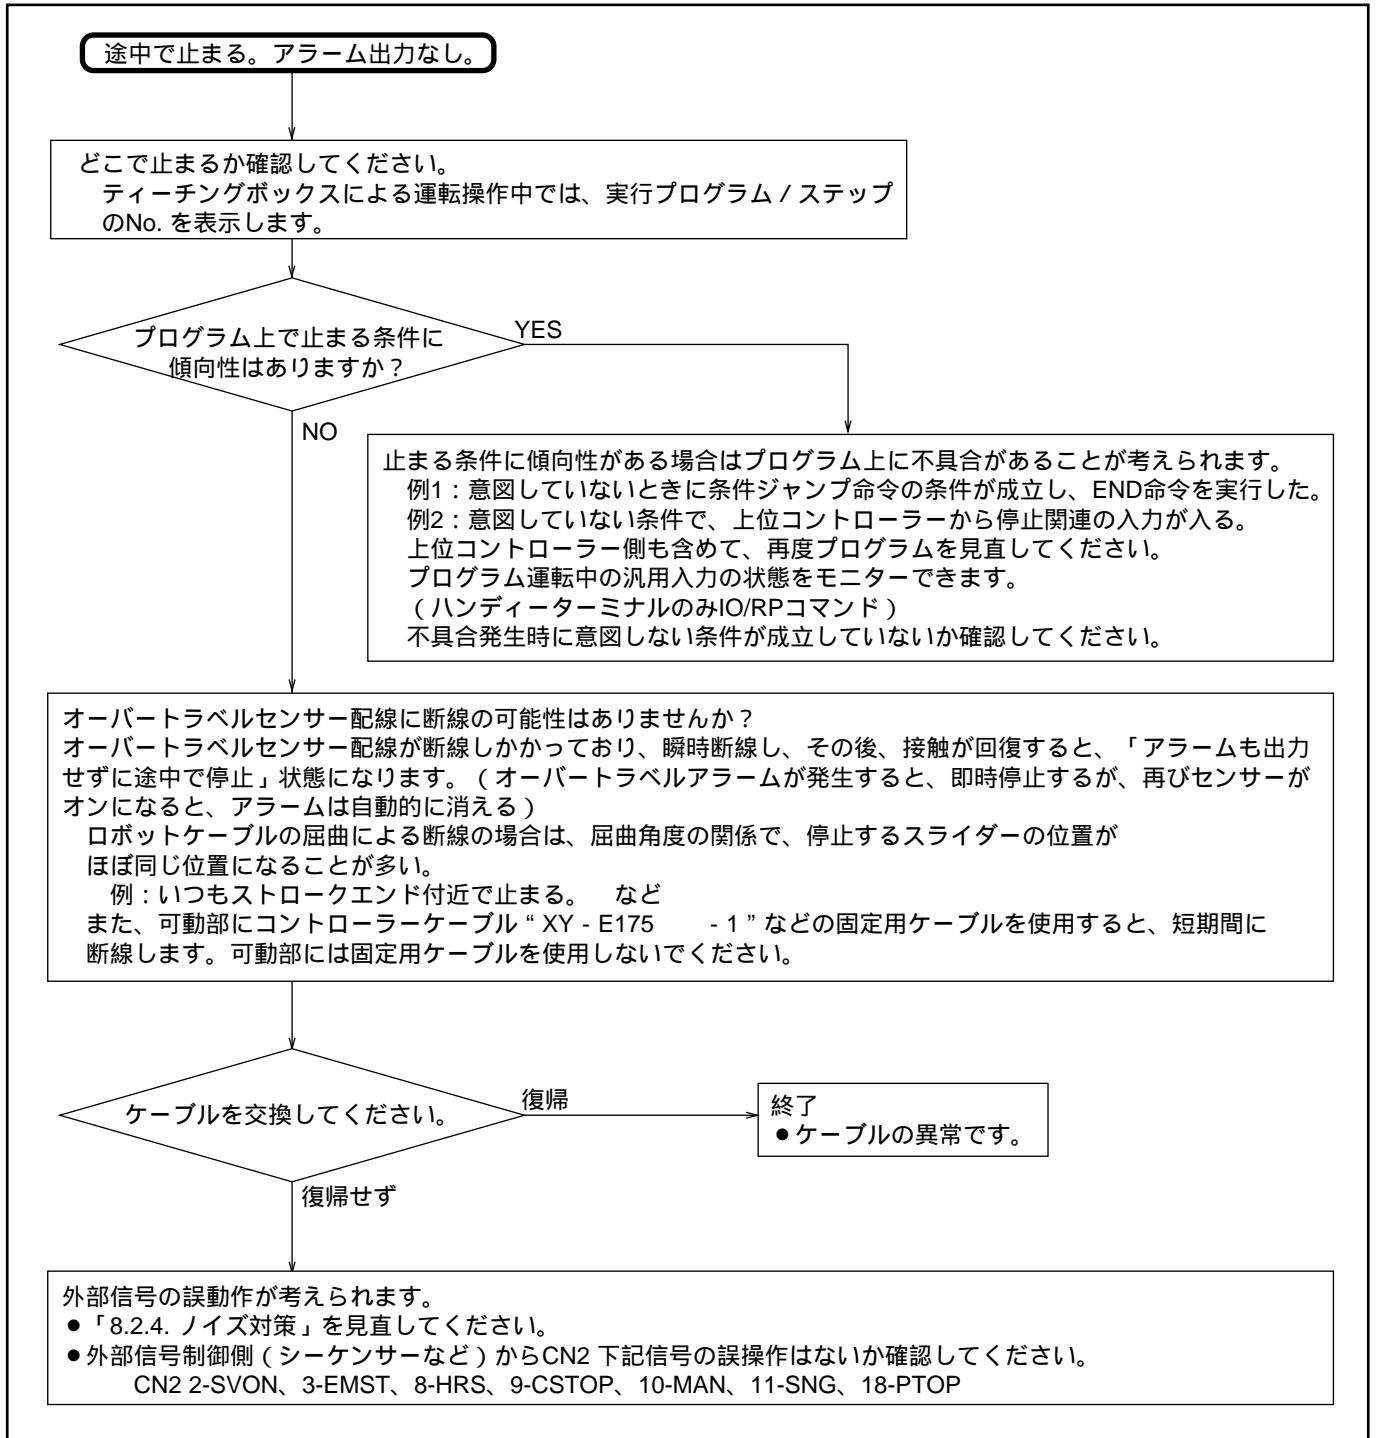 途中で止まる。アラーム出力なし。
どこで止まるか確認してください。
ティーチングボックスによる運転操作中では、実行プログラム / ステップ
のNo. を表示します。
プログラム上で止まる条件に
傾向性はありますか？
YES
NO
止まる条件に傾向性がある場合はプログラム上に不具合があることが考えられます。
例1：意図していないときに条件ジャンプ命令の条件が成立し、END命令を実行した。
例2：意図していない条件で、上位コントローラーから停止関連の入力が入る。
上位コントローラー側も含めて、再度プログラムを見直してください。
プログラム運転中の汎用入力の状態をモニターできます。
（ハンディーターミナルのみIO/RPコマンド）
不具合発生時に意図しない条件が成立していないか確認してください。
オーバートラベルセンサー配線に断線の可能性はありませんか？
オーバートラベルセンサー配線が断線しかかっており、瞬時断線し、その後、接触が回復すると、「アラームも出力
せずに途中で停止」状態になります。（オーバートラベルアラームが発生すると、即時停止するが、再びセンサーが
オンになると、アラームは自動的に消える）
ロボットケーブルの屈曲による断線の場合は、屈曲角度の関係で、停止するスライダーの位置が
ほぼ同じ位置になることが多い。
例：いつもストロークエンド付近で止まる。　など
また、可動部にコントローラーケーブル“ XY - E175　　- 1 ” などの固定用ケーブルを使用すると、短期間に
断線します。可動部には固定用ケーブルを使用しないでください。
ケーブルを交換してください。
復帰
終了
●ケーブルの異常です。
復帰せず
外部信号の誤動作が考えられます。
●「8.2.4. ノイズ対策」を見直してください。
●外部信号制御側（シーケンサーなど）からCN2 下記信号の誤操作はないか確認してください。
CN2 2-SVON、3-EMST、8-HRS、9-CSTOP、10-MAN、11-SNG、18-PTOP